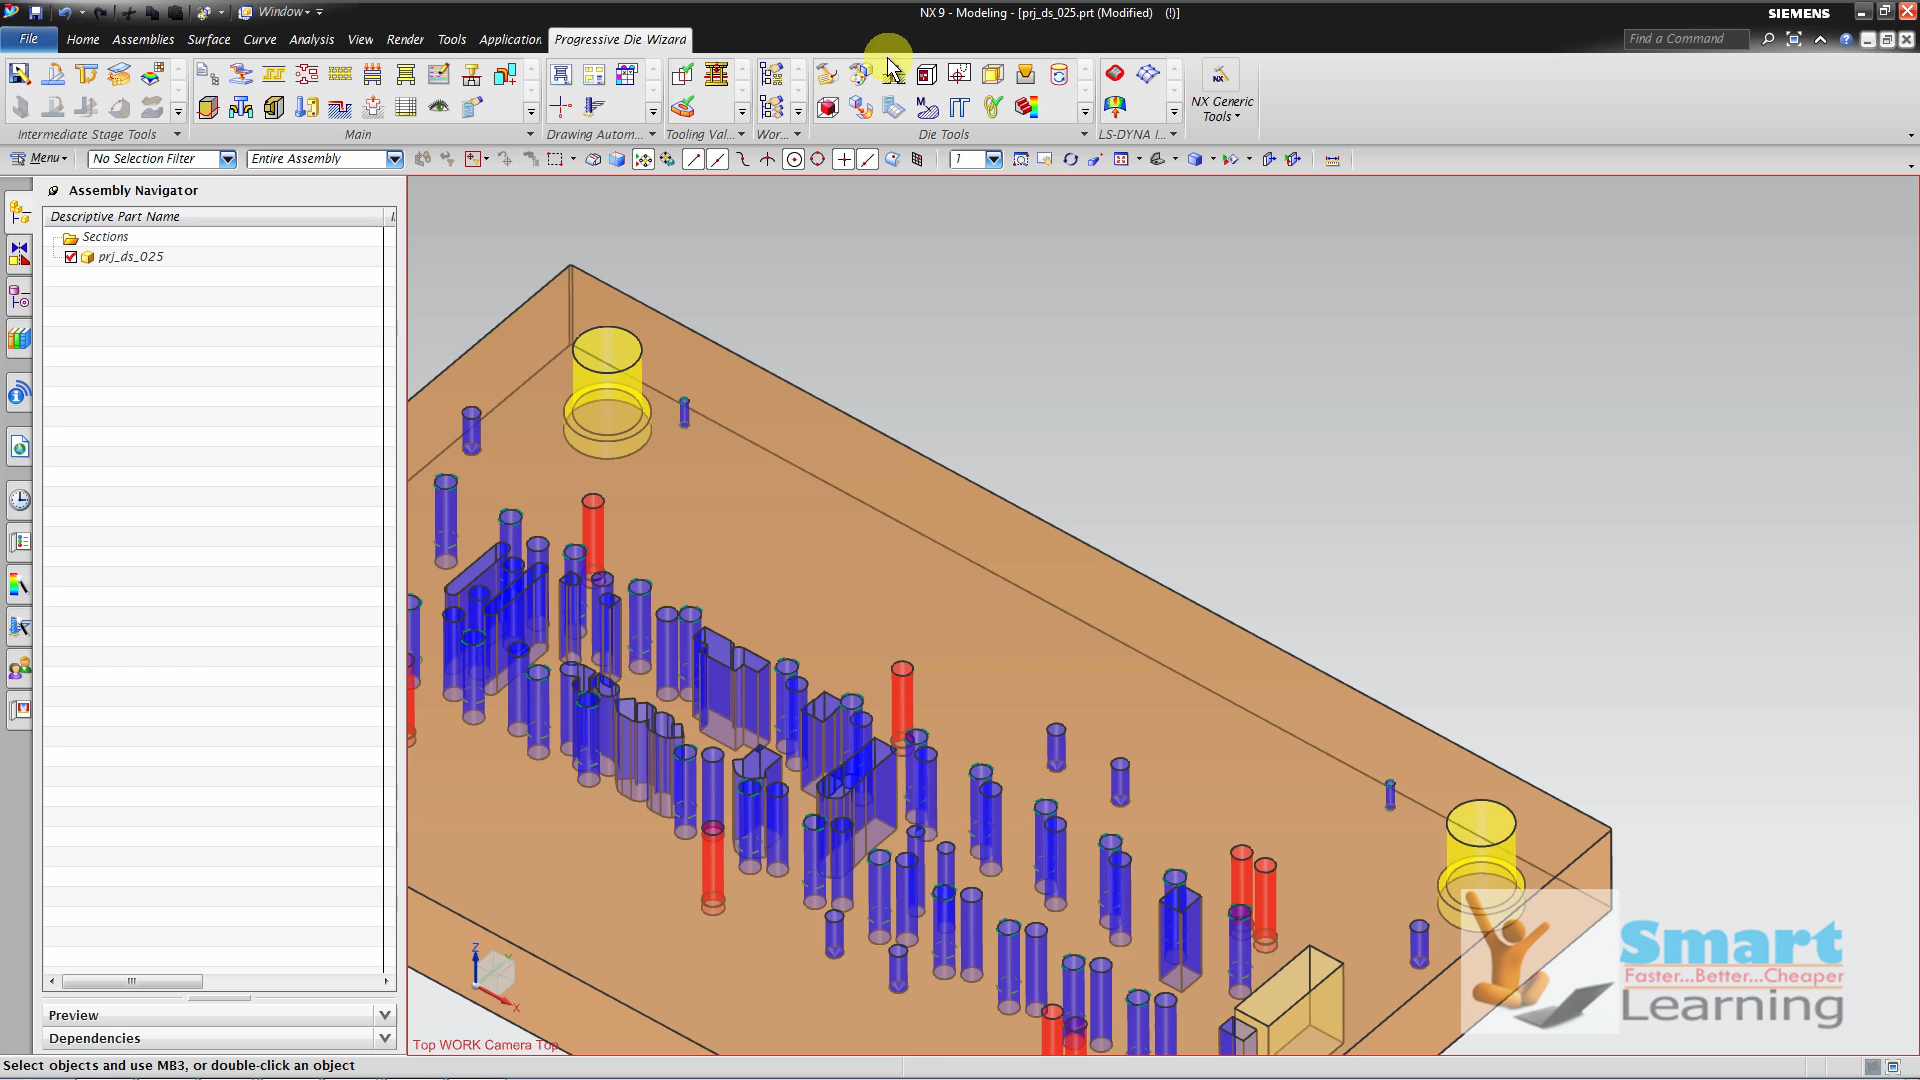 Window
NX 9 - Modeling - [prj_ds_025.prt (Modified) (!)]
SIEMENS
File
Home
Assemblies
Surface
Curve
Analysis
View
Render
Tools
Application
Progressive Die Wizard
Find a Command
NX Generic
Tools
Intermediate Stage Tools
Main
Drawing Autom...
Tooling Val...
Wor...
Die Tools
LS-DYNA I...
Menu
No Selection Filter
Entire Assembly
1
Assembly Navigator
Descriptive Part Name
Sections
prj_ds_025
Preview
Dependencies
Z
X
Top WORK Camera Top
Smart
Faster...Better...Cheaper
Learning
Select objects and use MB3, or double-click an object